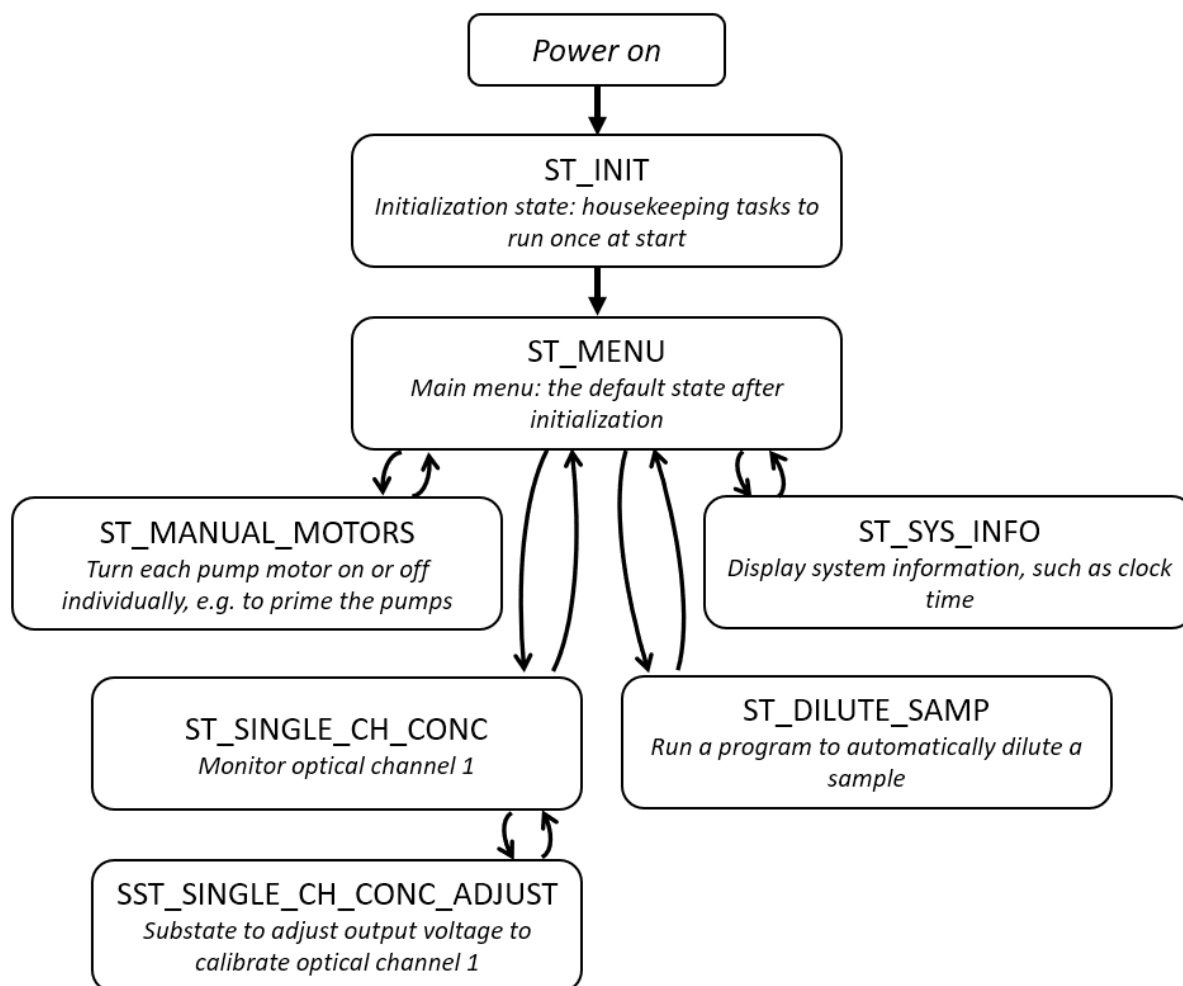 Power on
ST_INIT
Initialization state: housekeeping tasks to
run once at start
ST_MENU
Main menu: the default state after
initialization
ST_MANUAL_MOTORS
Turn each pump motor on or off
individually, e.g. to prime the pumps
ST_SYS_INFO
Display system information, such as clock
time
ST_SINGLE_CH_CONC
Monitor optical channel 1
ST_DILUTE_SAMP
Run a program to automatically dilute a
sample
SST_SINGLE_CH_CONC_ADJUST
Substate to adjust output voltage to
calibrate optical channel 1